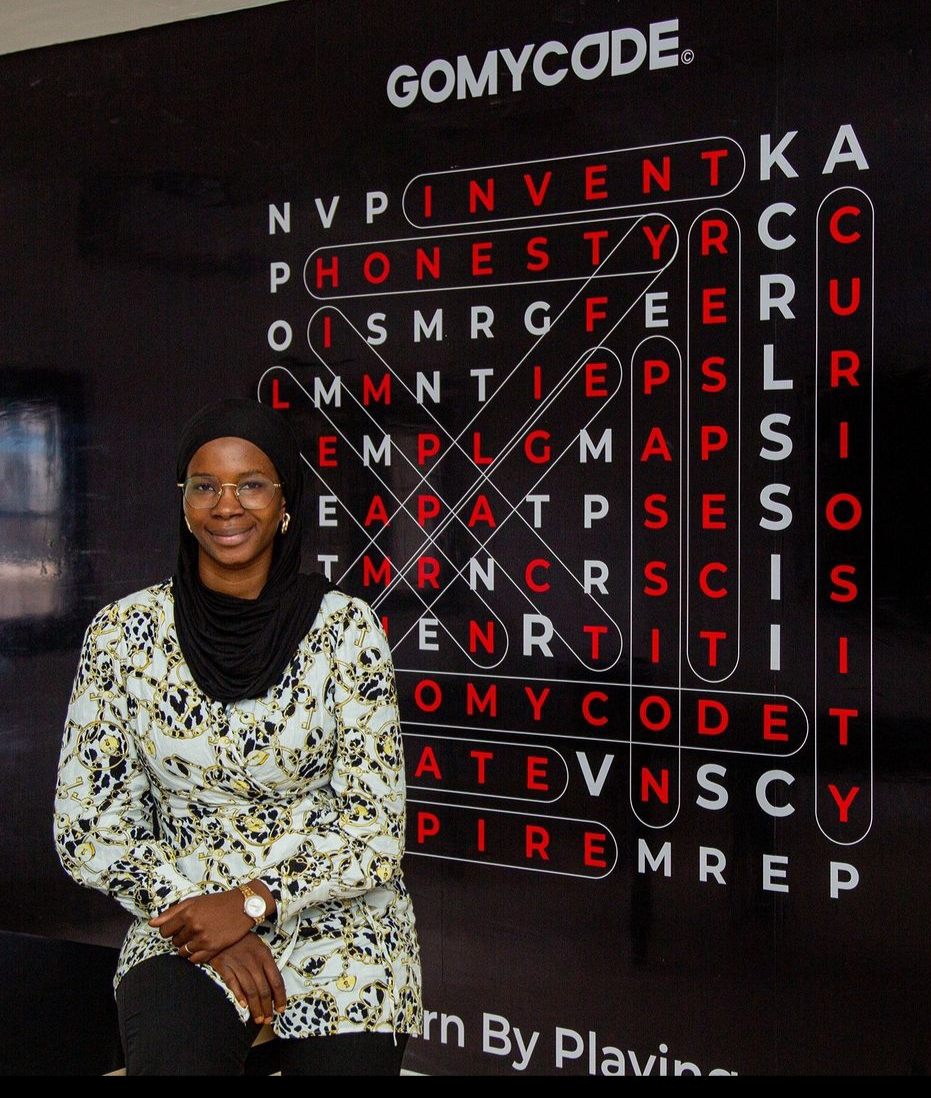 GOMYCODE©
N V P I N V E N T K A
P H O N E S T Y R C C
O I S M R G F E E R U
L M M N T I E P S L R
E M P L G M A P S I
E A P A T P S E S O
T M R N C R S C I S
E N R T I T I I
O M Y C O D E T
A T E V N S C Y
P I R E M R E P
rn By Playing